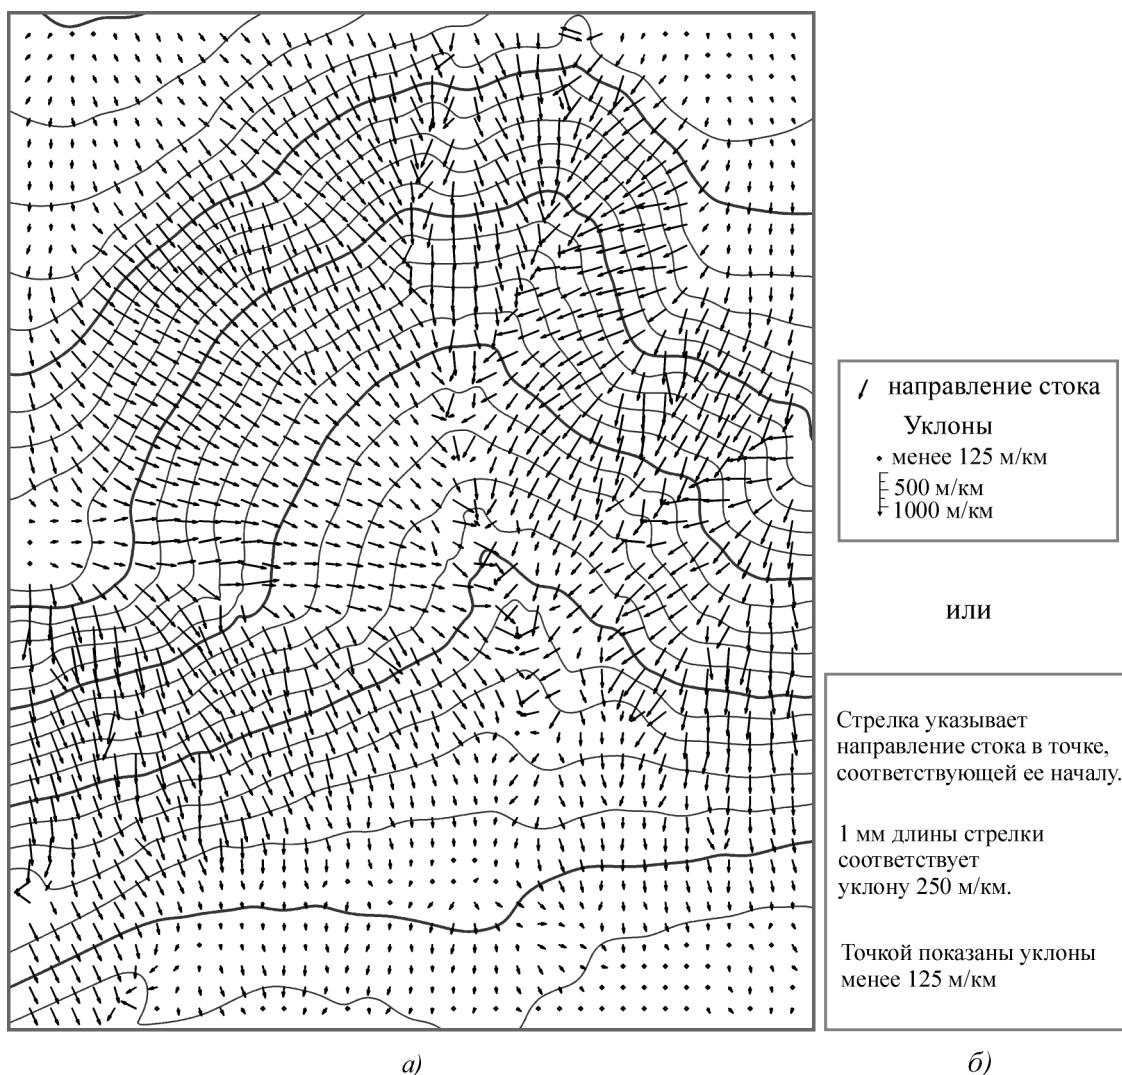 направление стока
Уклоны
менее 125 м/км
500 м/км
1000 м/км
или
Стрелка указывает
направление стока в точке,
соответствующей ее началу.
1 мм длины стрелки
соответствует
уклону 250 м/км.
Точкой показаны уклоны
менее 125 м/км
а)
б)